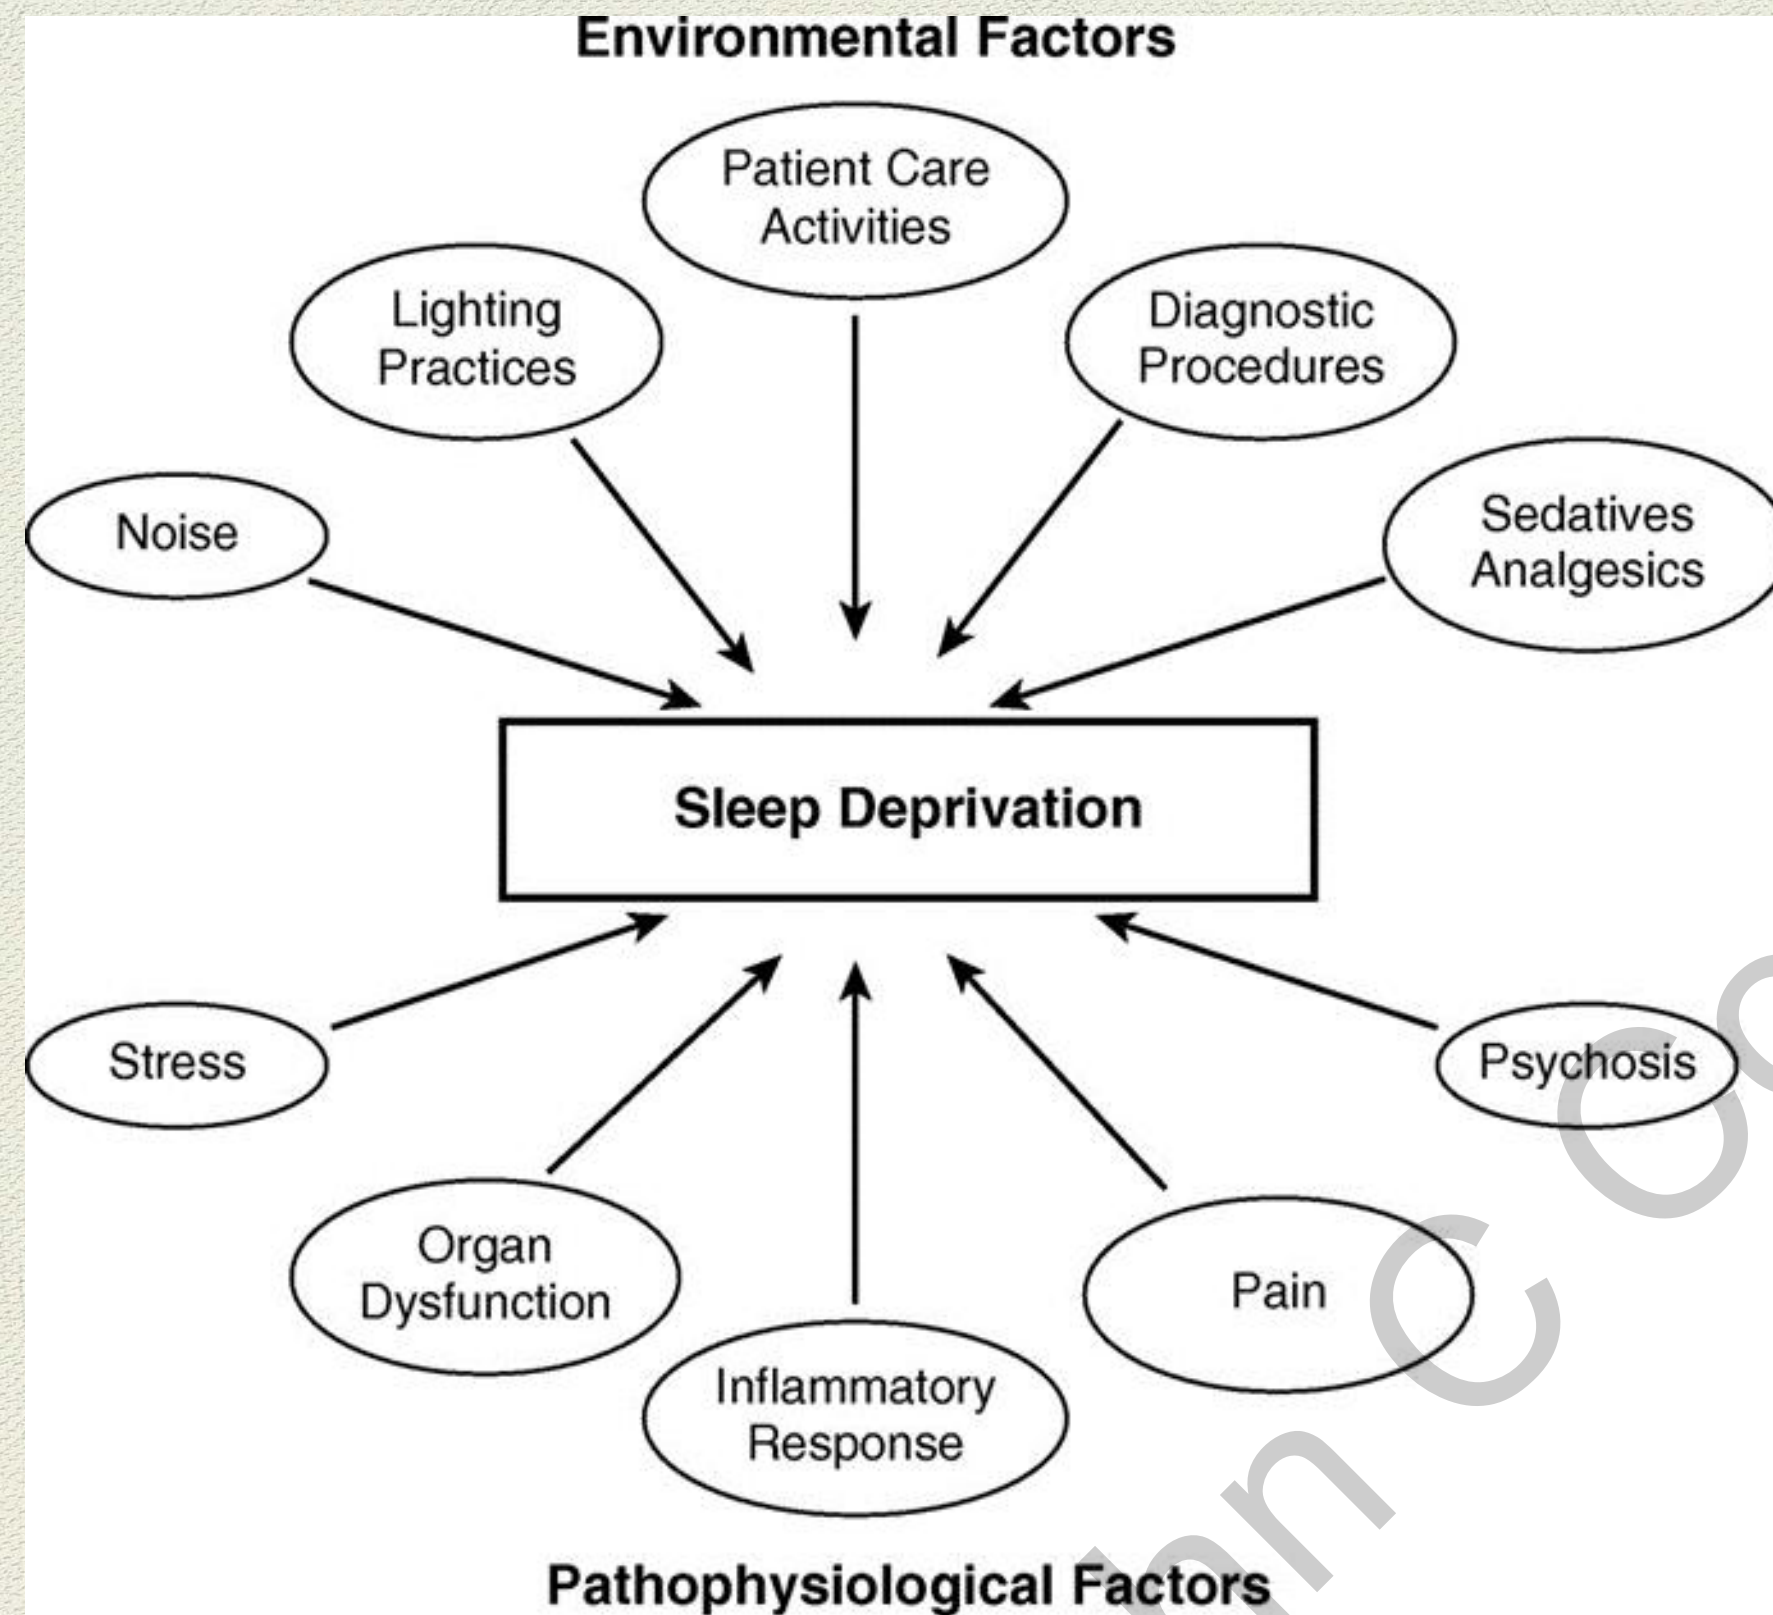 Environmental Factors
Patient Care
Activities
Lighting
Practices
Diagnostic
Procedures
Noise
Sedatives
Analgesics
Sleep Deprivation
Stress
Psychosis
Organ
Dysfunction
Pain
Inflammatory
Response
Pathophysiological Factors